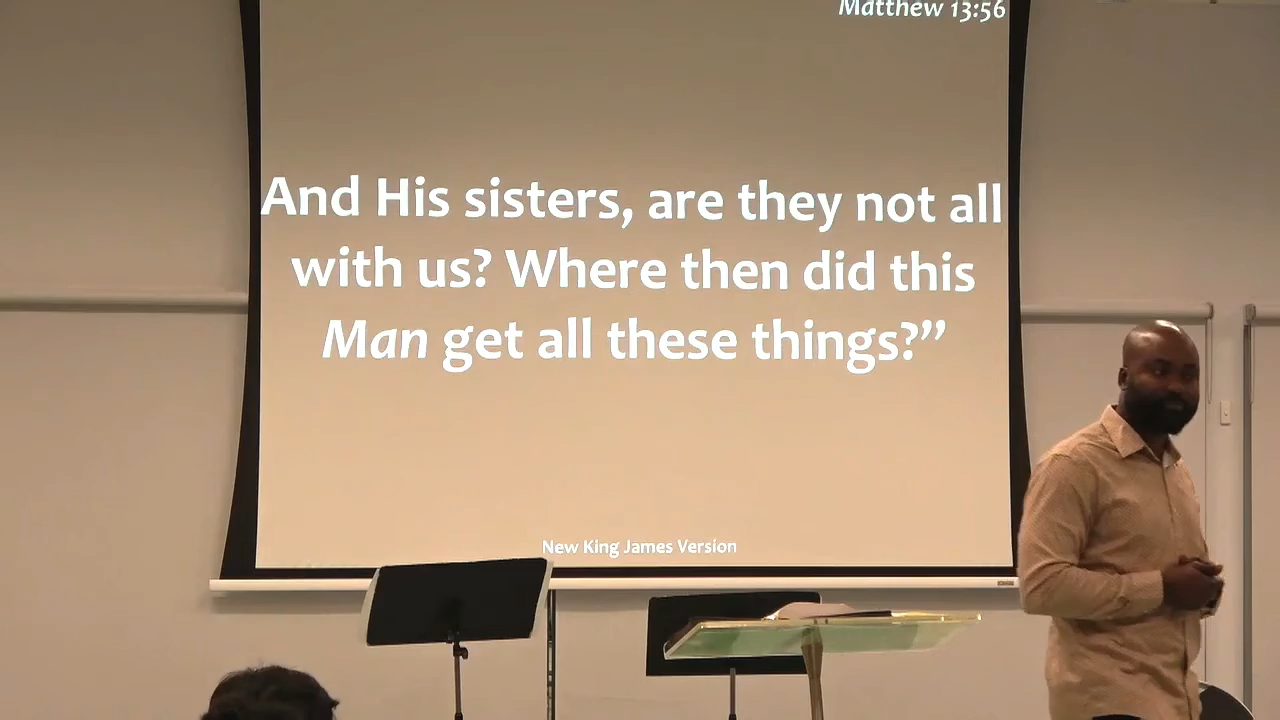 Matthew 13:56
And His sisters, are they not all
with us? Where then did this
Man get all these things?”
New King James Version